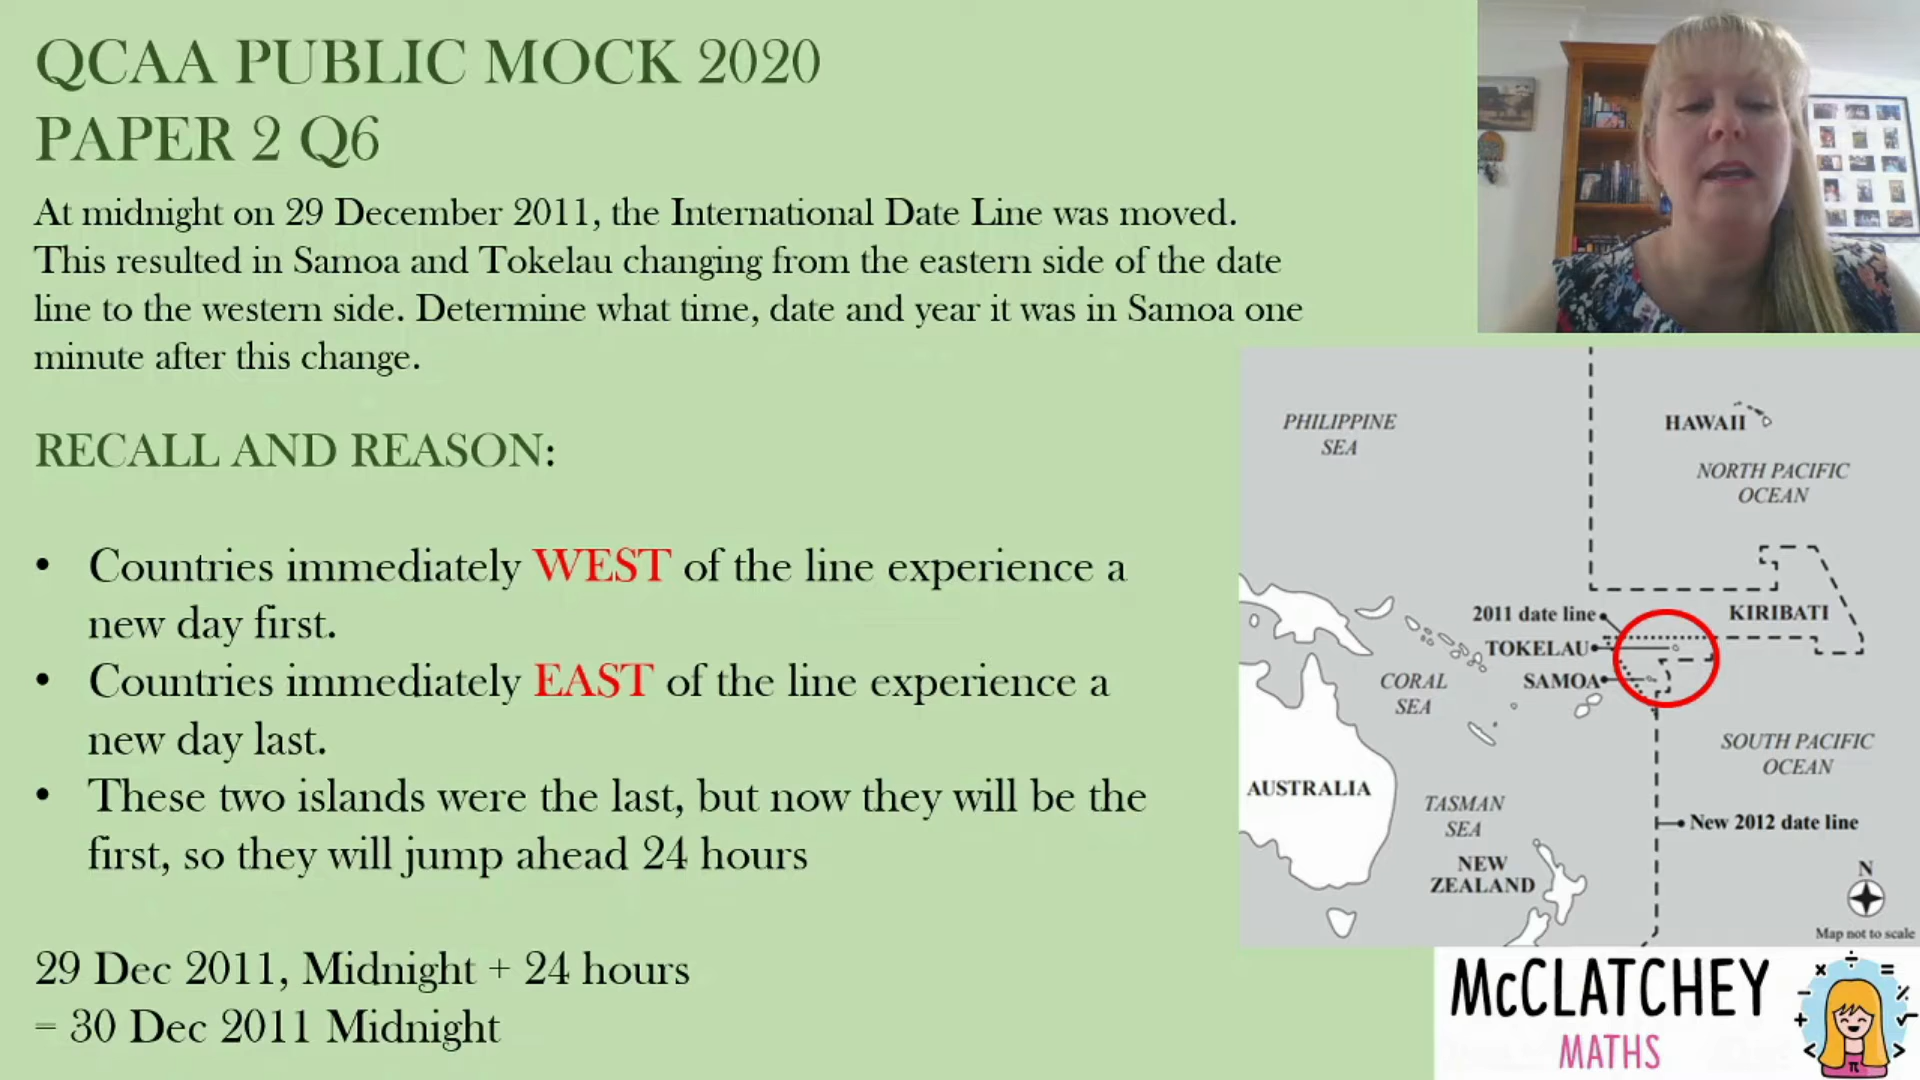 QCAA PUBLIC MOCK 2020
PAPER 2 Q6
At midnight on 29 December 2011, the International Date Line was moved.
This resulted in Samoa and Tokelau changing from the eastern side of the date
line to the western side. Determine what time, date and year it was in Samoa one
minute after this change.
RECALL AND REASON:
• Countries immediately WEST of the line experience a
new day first.
• Countries immediately EAST of the line experience a
new day last.
• These two islands were the last, but now they will be the
first, so they will jump ahead 24 hours
29 Dec 2011, Midnight + 24 hours
= 30 Dec 2011 Midnight
PHILIPPINE
SEA
HAWAII
NORTH PACIFIC
OCEAN
2011 date line
KIRIBATI
TOKELAU
SAMOA
CORAL
SEA
SOUTH PACIFIC
OCEAN
AUSTRALIA
TASMAN
SEA
New 2012 date line
NEW
ZEALAND
N
Map not to scale
McCLATCHEY
MATHS
× ÷ =
− %
+ √
< π >